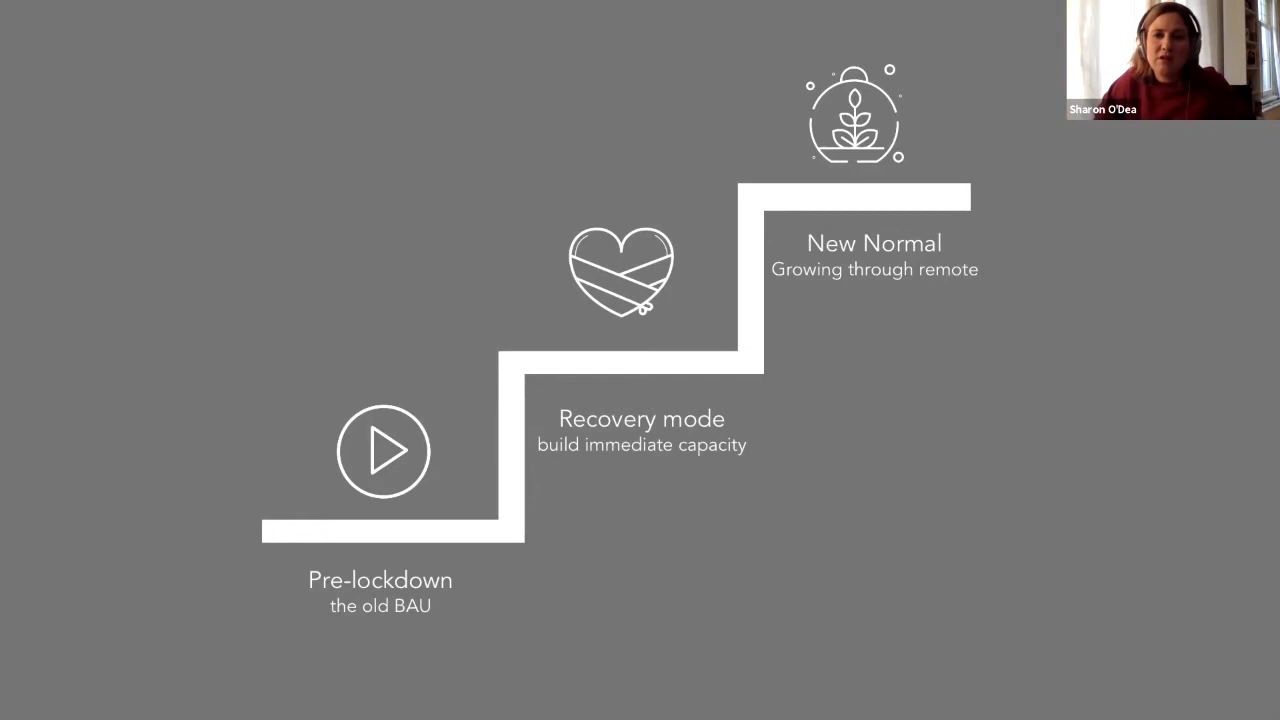 Sharon O'Dea
New Normal
Growing through remote
Recovery mode
build immediate capacity
Pre-lockdown
the old BAU